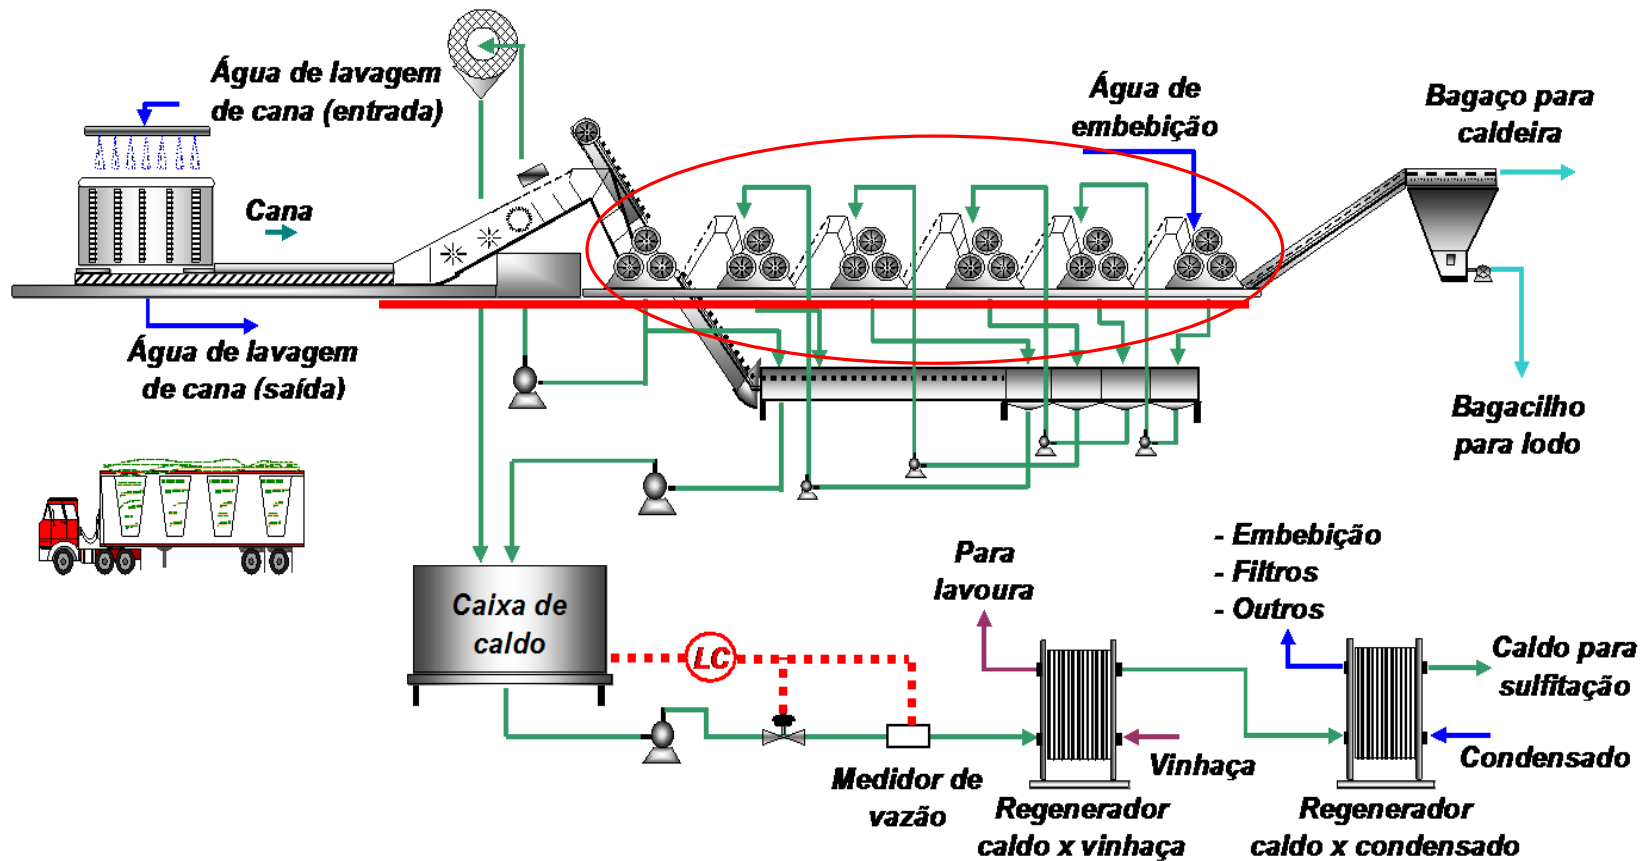 Água de lavagem
de cana (entrada)
Cana
Água de
embebição
Bagaço para
caldeira
Água de lavagem
de cana (saída)
Bagacilho
para lodo
Caixa de
caldo
LC
Para
lavoura
- Embebição
- Filtros
- Outros
Caldo para
sulfitação
Vinhaça
Condensado
Medidor de
vazão
Regenerador
caldo x vinhaça
Regenerador
caldo x condensado